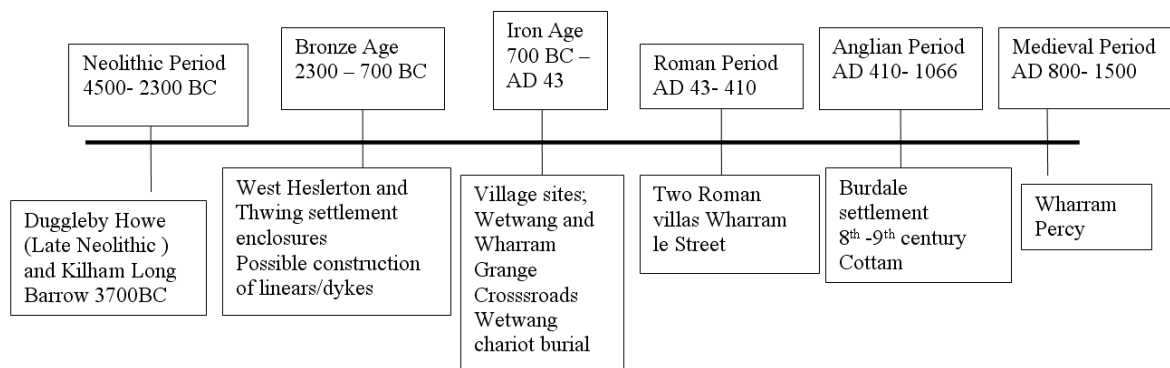 Neolithic Period
4500- 2300 BC
Bronze Age
2300 – 700 BC
Iron Age
700 BC –
AD 43
Roman Period
AD 43- 410
Anglian Period
AD 410- 1066
Medieval Period
AD 800- 1500
Duggleby Howe
(Late Neolithic )
and Kilham Long
Barrow 3700BC
West Heslerton and
Thwing settlement
enclosures
Possible construction
of linears/dykes
Village sites;
Wetwang and
Wharram
Grange
Crosssroads
Wetwang
chariot burial
Two Roman
villas Wharram
le Street
Burdale
settlement
8th -9th century
Cottam
Wharram
Percy